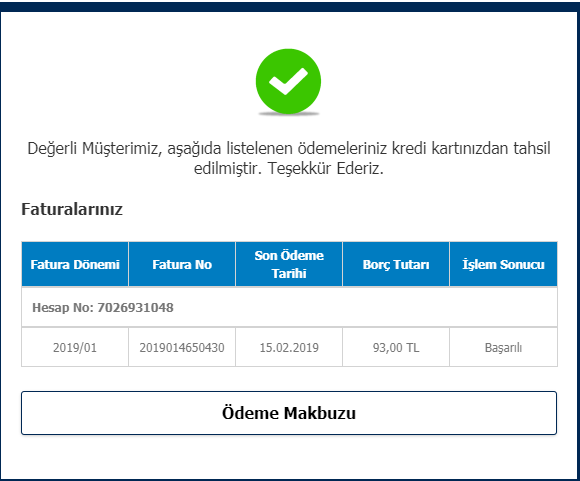 Değerli Müşterimiz, aşağıda listelenen ödemeleriniz kredi kartınızdan tahsil
edilmiştir. Teşekkür Ederiz.
Faturalarınız
Fatura Dönemi Fatura No Son Ödeme Tarihi Borç Tutarı İşlem Sonucu
Hesap No: 7026931048
2019/01 2019014650430 15.02.2019 93,00 TL Başarılı
Ödeme Makbuzu